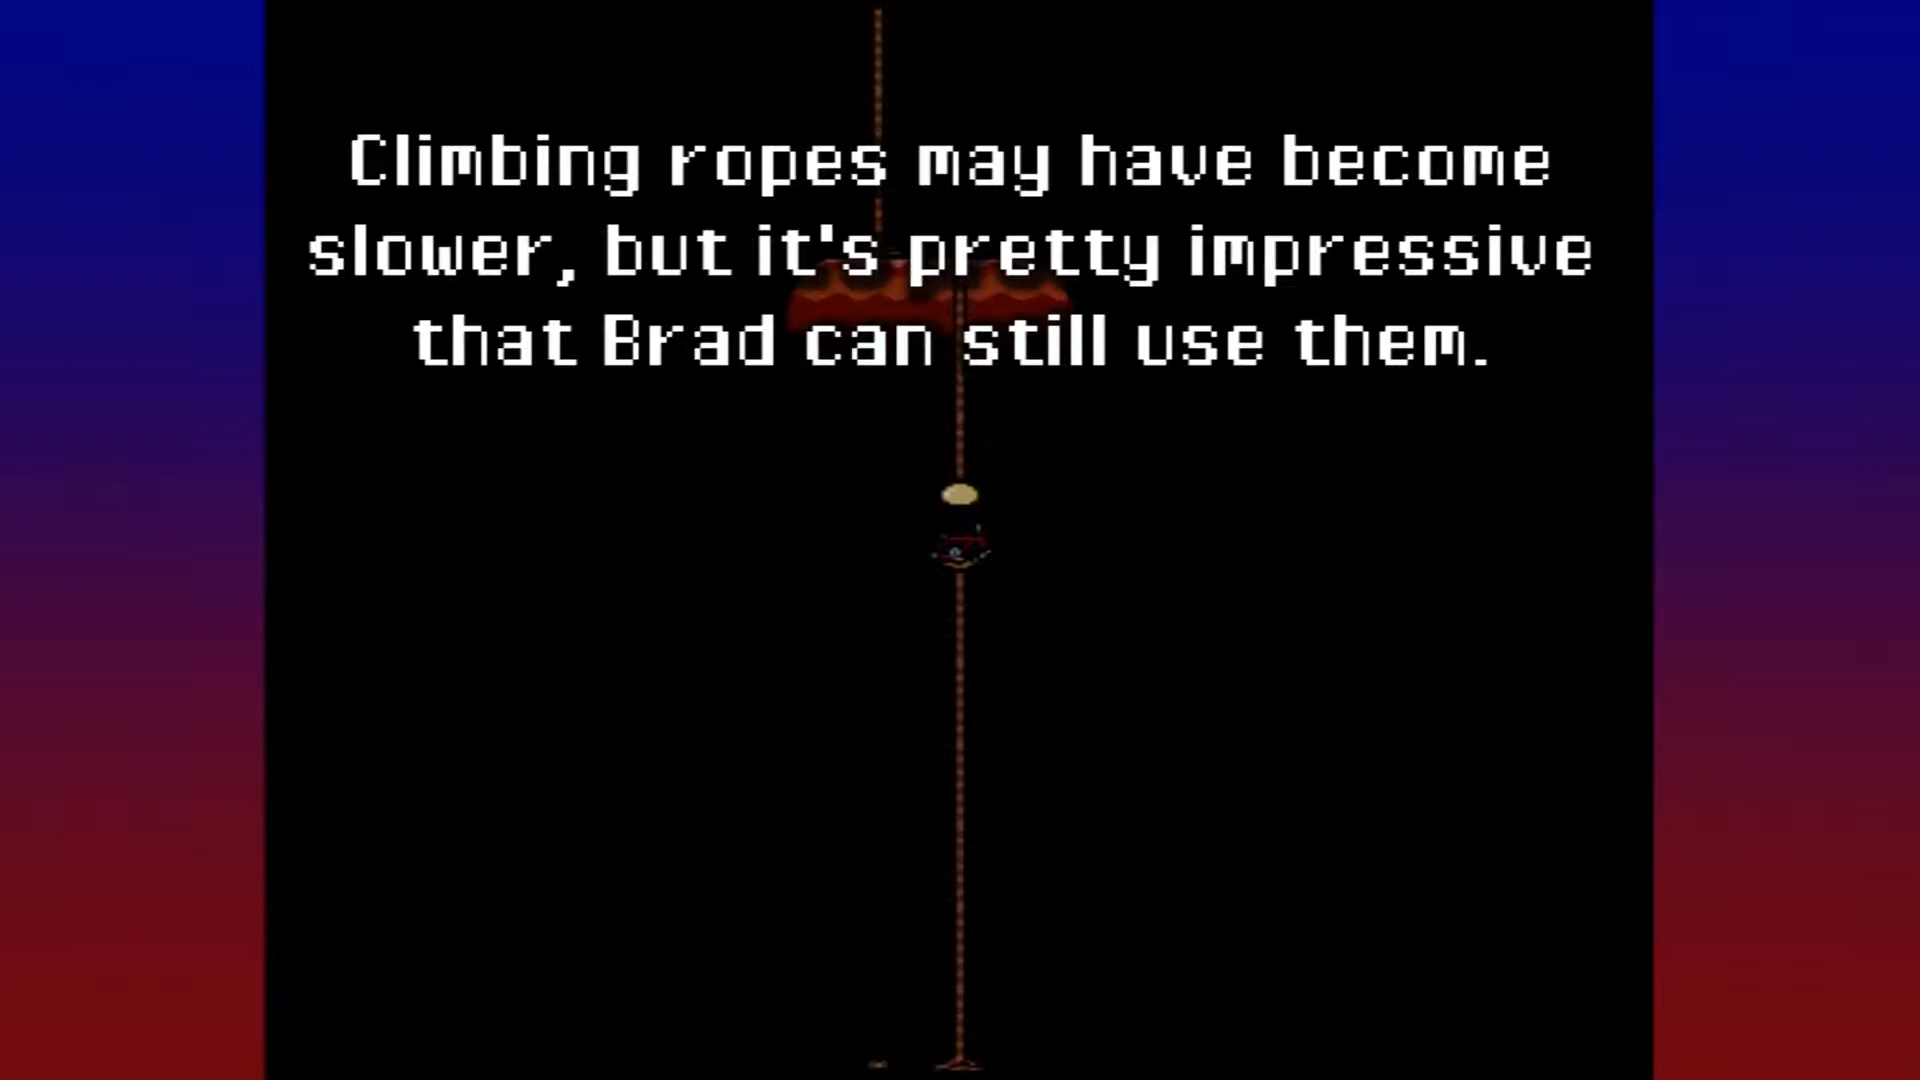 Climbing ropes may have become
slower, but it's pretty impressive
that Brad can still use them.